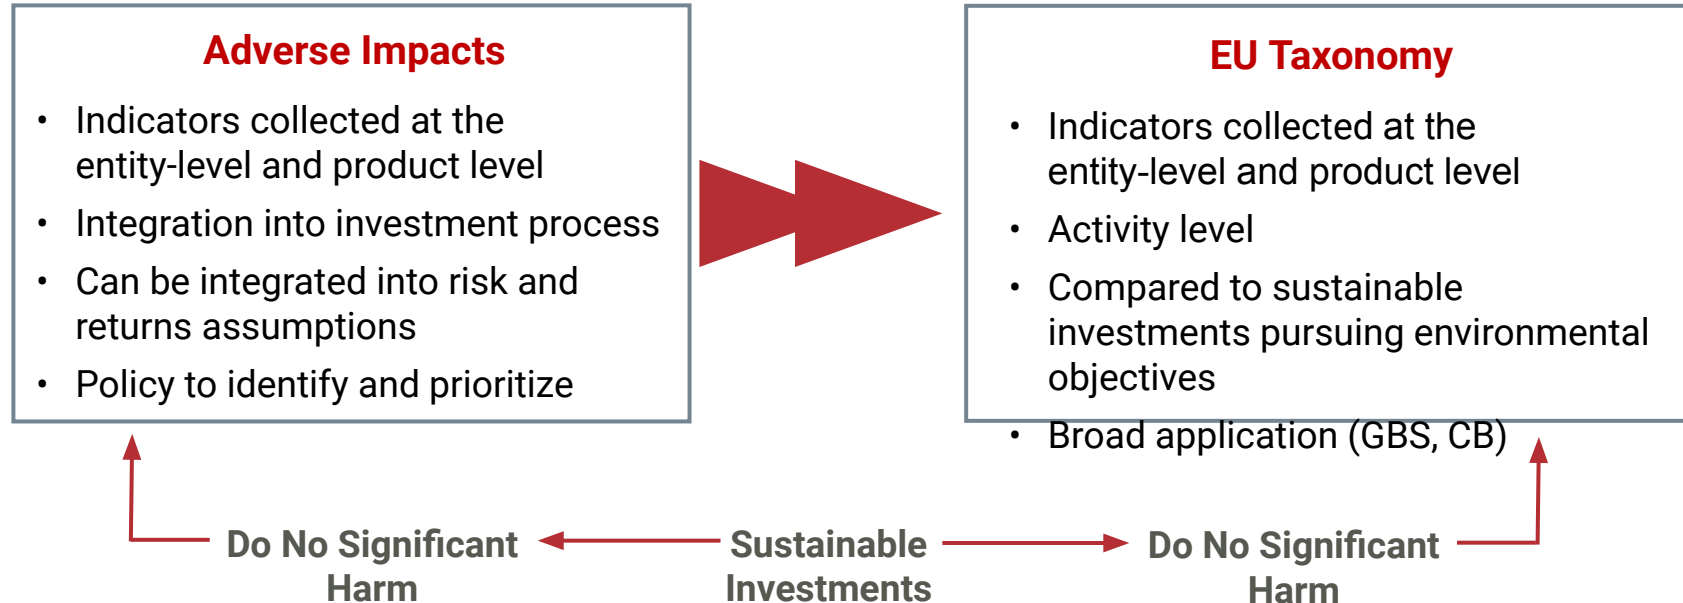 Adverse Impacts
• Indicators collected at the
entity-level and product level
• Integration into investment process
• Can be integrated into risk and
returns assumptions
• Policy to identify and prioritize
EU Taxonomy
• Indicators collected at the
entity-level and product level
• Activity level
• Compared to sustainable
investments pursuing environmental
objectives
• Broad application (GBS, CB)
Do No Significant
Harm
Sustainable
Investments
Do No Significant
Harm